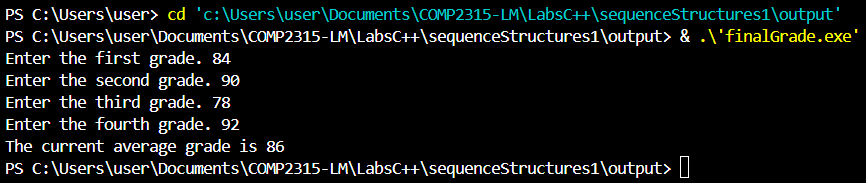 PS C:\Users\user> cd 'c:\Users\user\Documents\COMP2315-LM\LabsC++\sequenceStructures1\output'
PS C:\Users\user\Documents\COMP2315-LM\LabsC++\sequenceStructures1\output> & .\'finalGrade.exe'
Enter the first grade. 84
Enter the second grade. 90
Enter the third grade. 78
Enter the fourth grade. 92
The current average grade is 86
PS C:\Users\user\Documents\COMP2315-LM\LabsC++\sequenceStructures1\output>